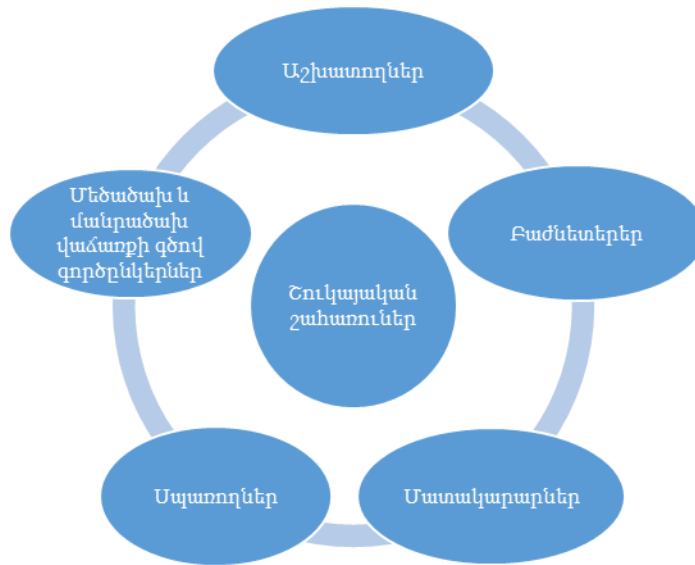 Աշխատողներ
Բաժնետերեր
Մատակարարներ
Սպառողներ
Մեծածախ և
մանրածախ
վաճառքի գծով
գործընկերներ
Շուկայական
շահառուներ